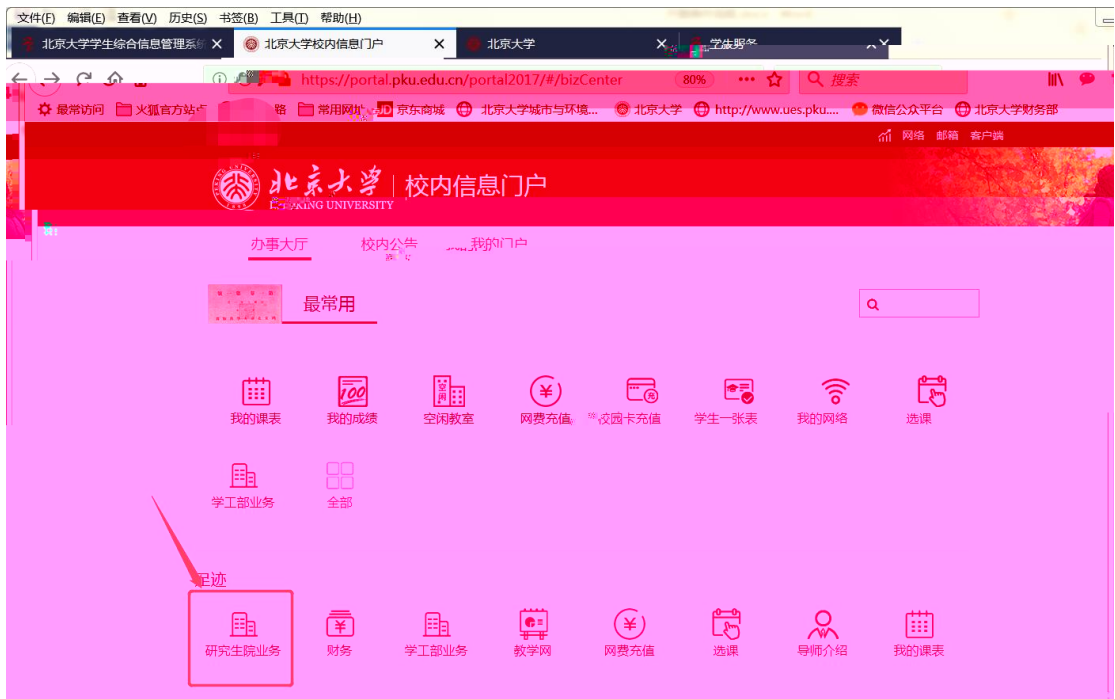 文件(F) 编辑(E) 查看(V) 历史(S) 书签(B) 工具(T) 帮助(H)
北京大学学生综合信息管理系统 北京大学校内信息门户 北京大学 学生服务
https://portal.pku.edu.cn/portal2017/#/bizCenter 80% 搜索
最常访问 火狐官方站点 常用网址 京东商城 北京大学城市与环境... 北京大学 http://www.ues.pku.... 微信公众平台 北京大学财务部
网络 邮箱 客户端
北京大学 校内信息门户
PEKING UNIVERSITY
办事大厅 校内公告 我的门户
最常用
我的课表 我的成绩 空闲教室 网费充值 校园卡充值 学生一张表 我的网络 选课
学工部业务 全部
足迹
研究生院业务 财务 学工部业务 教学网 网费充值 选课 导师介绍 我的课表